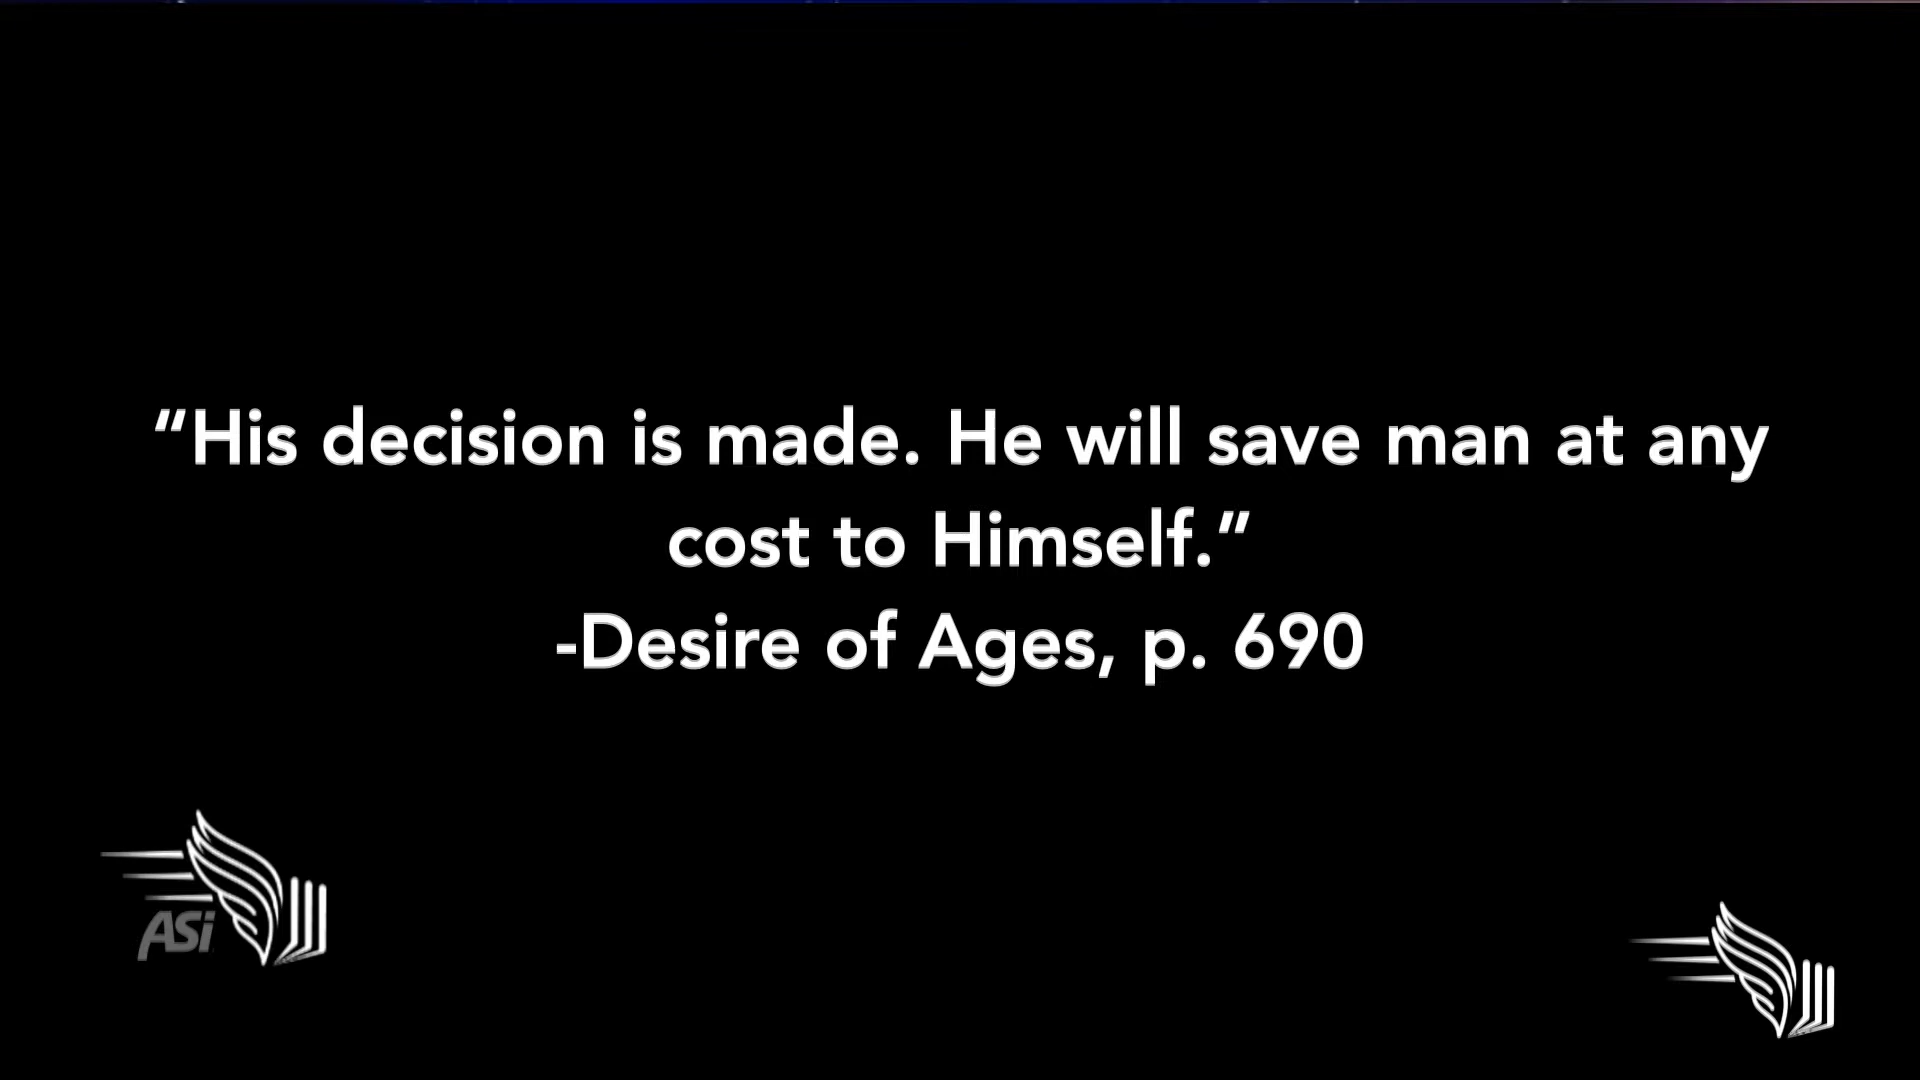 “His decision is made. He will save man at any
cost to Himself.”
-Desire of Ages, p. 690
ASi